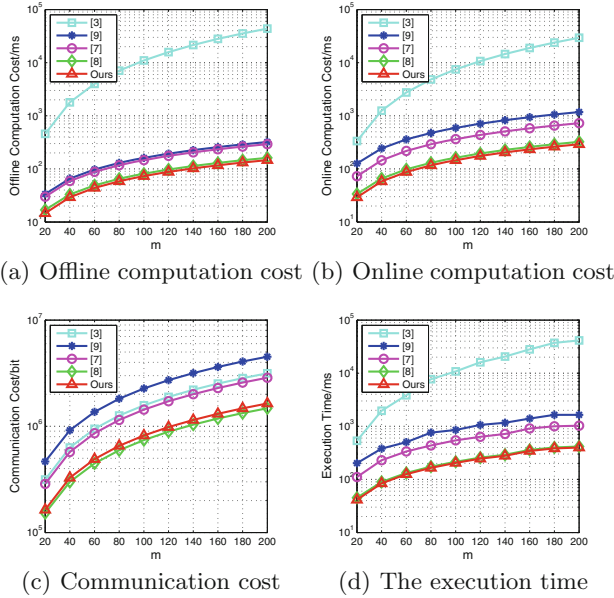 10^5
10^4
10^3
10^2
10^1
Offline Computation Cost/ms
[3]
[9]
[7]
[8]
Ours
20 40 60 80 100 120 140 160 180 200
m
(a) Offline computation cost
10^5
10^4
10^3
10^2
10^1
Online Computation Cost/ms
[3]
[9]
[7]
[8]
Ours
20 40 60 80 100 120 140 160 180 200
m
(b) Online computation cost
10^7
10^6
10^5
Communication Cost/bit
[3]
[9]
[7]
[8]
Ours
20 40 60 80 100 120 140 160 180 200
m
(c) Communication cost
10^5
10^4
10^3
10^2
10^1
Execution Time/ms
[3]
[9]
[7]
[8]
Ours
20 40 60 80 100 120 140 160 180 200
m
(d) The execution time